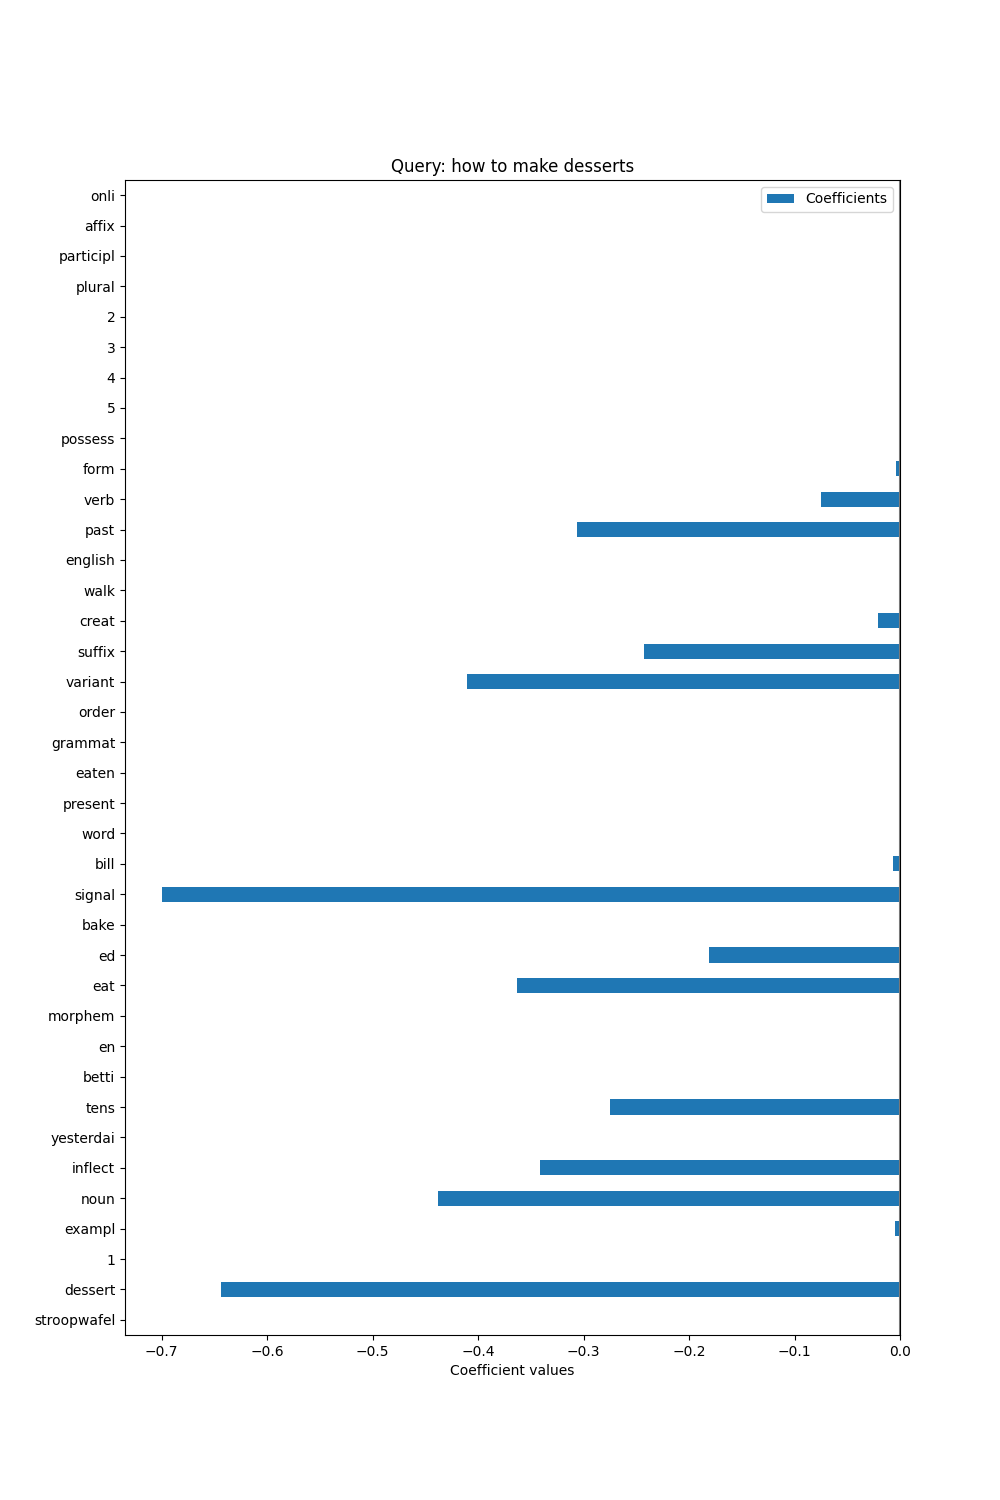 Query: how to make desserts
Coefficients
onli
affix
participl
plural
2
3
4
5
possess
form
verb
past
english
walk
creat
suffix
variant
order
grammat
eaten
present
word
bill
signal
bake
ed
eat
morphem
en
betti
tens
yesterdai
inflect
noun
exampl
1
dessert
stroopwafel
−0.7 −0.6 −0.5 −0.4 −0.3 −0.2 −0.1 0.0
Coefficient values